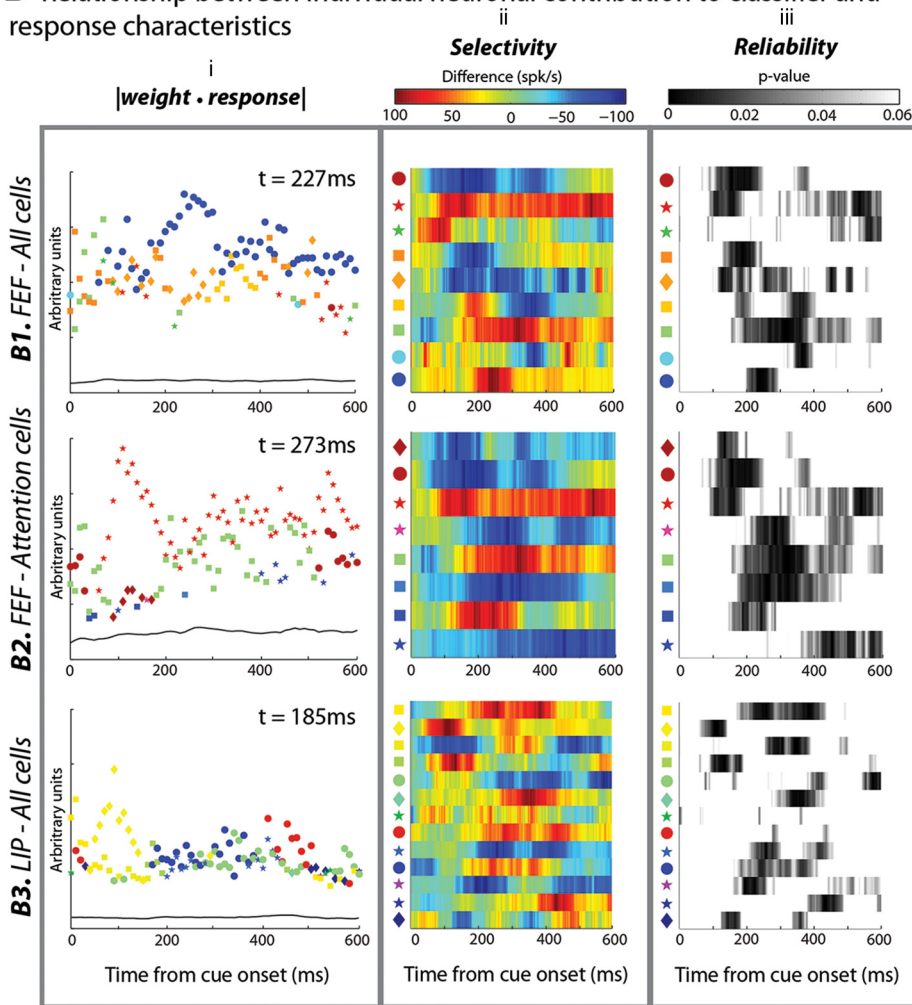 response characteristics
i
|weight • response|
ii
Selectivity
Difference (spk/s)
100 50 0 −50 −100
iii
Reliability
p-value
0 0.02 0.04 0.06
B1. FEF - All cells
Arbritrary units
t = 227ms
0 200 400 600
0 200 400 600
0 200 400 600
B2. FEF - Attention cells
Arbritrary units
t = 273ms
0 200 400 600
0 200 400 600
0 200 400 600
B3. LIP - All cells
Arbritrary units
t = 185ms
0 200 400 600
0 200 400 600
0 200 400 600
Time from cue onset (ms)
Time from cue onset (ms)
Time from cue onset (ms)